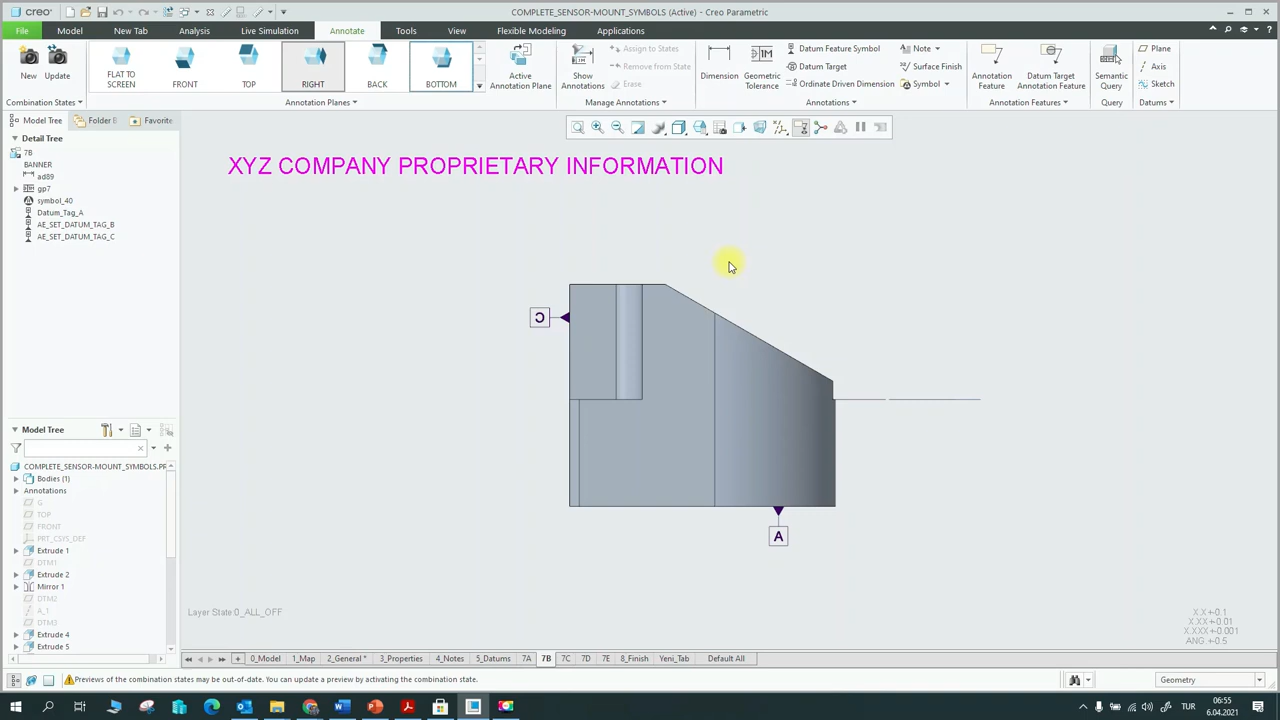 creo
COMPLETE_SENSOR-MOUNT_SYMBOLS (Active) - Creo Parametric
File Model New Tab Analysis Live Simulation Annotate Tools View Flexible Modeling Applications
New Update
FLAT TO SCREEN FRONT TOP RIGHT BACK BOTTOM
Active Annotation Plane
Show Annotations
Assign to States
Remove from State
Erase
Dimension
Geometric Tolerance
Datum Feature Symbol
Datum Target
Ordinate Driven Dimension
Note
Surface Finish
Symbol
Annotation Feature
Datum Target Annotation Feature
Semantic Query
Plane
Axis
Sketch
Combination States Annotation Planes Manage Annotations Annotations Annotation Features Query Datums
Model Tree Folder B Favorite
Detail Tree
7B
BANNER
ad89
gp7
symbol_40
Datum_Tag_A
AE_SET_DATUM_TAG_B
AE_SET_DATUM_TAG_C
XYZ COMPANY PROPRIETARY INFORMATION
C
A
Model Tree
COMPLETE_SENSOR-MOUNT_SYMBOLS.PR
Bodies (1)
Annotations
G
TOP
FRONT
PRT_CSYS_DEF
Extrude 1
DTM1
Extrude 2
Mirror 1
DTM2
A_1
DTM3
Extrude 4
Extrude 5
Layer State:0_ALL_OFF
X.X+-0.1
X.XX+-0.01
X.XXX+-0.001
ANG.+-0.5
0_Model 1_Map 2_General * 3_Properties 4_Notes 5_Datums 7A 7B 7C 7D 7E 8_Finish Yeni_Tab Default All
Previews of the combination states may be out-of-date. You can update a preview by activating the combination state.
Geometry
TUR
06:55
6.04.2021